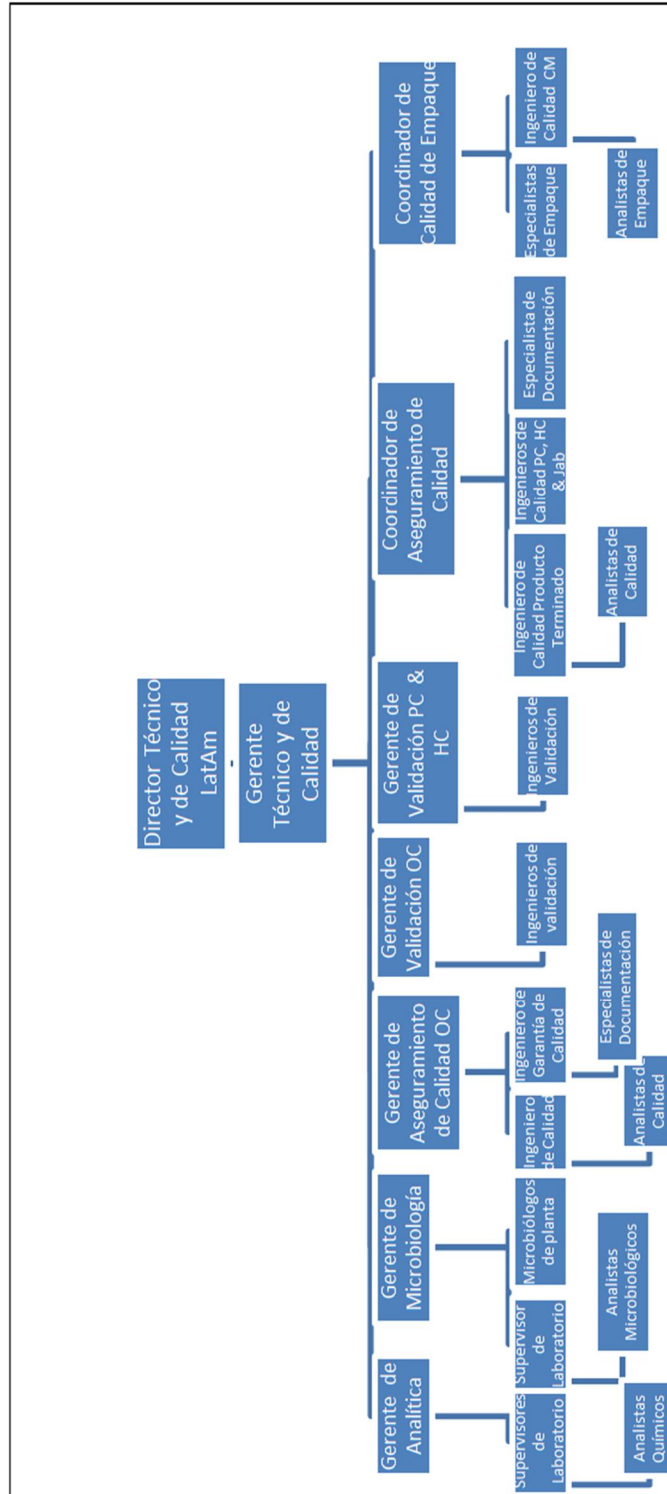 Director Técnico
y de Calidad
LatAm
Gerente
Técnico y de
Calidad
Gerente de
Analítica
Gerente de
Microbiología
Gerente de
Aseguramiento
de Calidad OC
Gerente de
Validación OC
Gerente de
Validación PC &
HC
Coordinador de
Aseguramiento de
Calidad
Coordinador de
Calidad de Empaque
Supervisores
de
Laboratorio
Supervisor
de
Laboratorio
Microbiólogos
de planta
Ingeniero
de Calidad
Ingeniero de
Garantía de
Calidad
Ingenieros de
validación
Ingenieros de
Validación
Ingeniero de
Calidad Producto
Terminado
Ingenieros de
Calidad PC, HC
& Jab
Especialista de
Documentación
Especialistas
de Empaque
Ingeniero de
Calidad CM
Analistas
Químicos
Analistas
Microbiológicos
Analistas de
Calidad
Especialistas de
Documentación
Analistas de
Calidad
Analistas de
Empaque